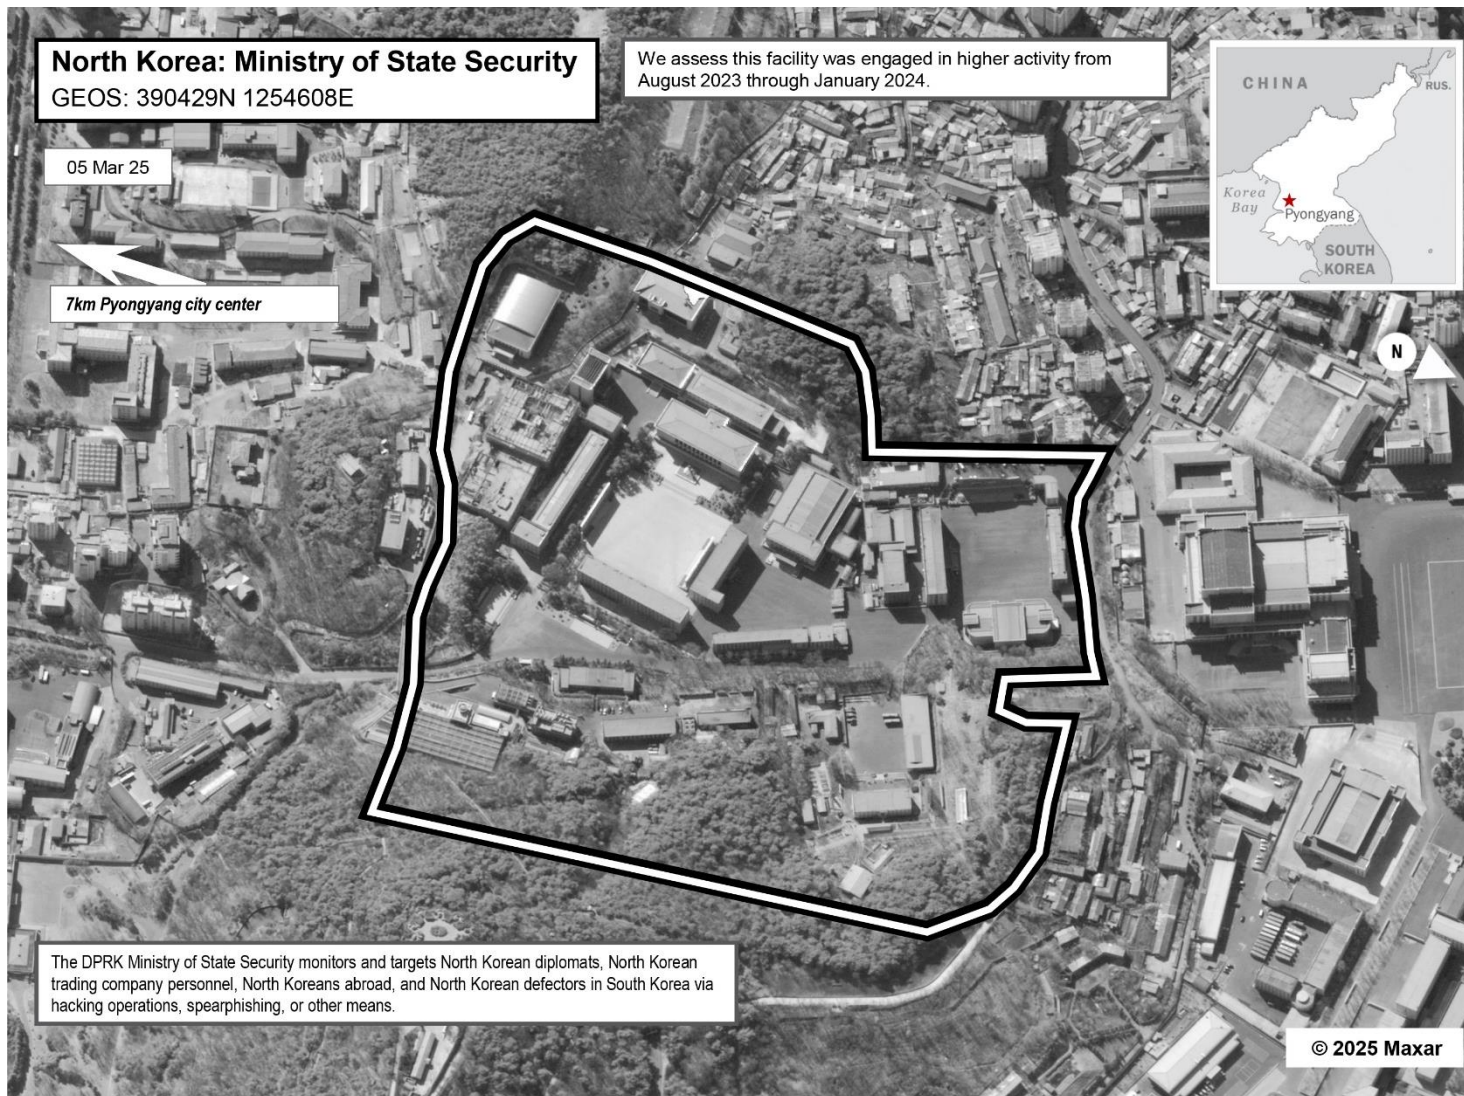 North Korea: Ministry of State Security
GEOS: 390429N 1254608E
We assess this facility was engaged in higher activity from
August 2023 through January 2024.
05 Mar 25
7km Pyongyang city center
CHINA
RUS.
Korea
Bay
Pyongyang
SOUTH
KOREA
N
The DPRK Ministry of State Security monitors and targets North Korean diplomats, North Korean
trading company personnel, North Koreans abroad, and North Korean defectors in South Korea via
hacking operations, spearphishing, or other means.
© 2025 Maxar